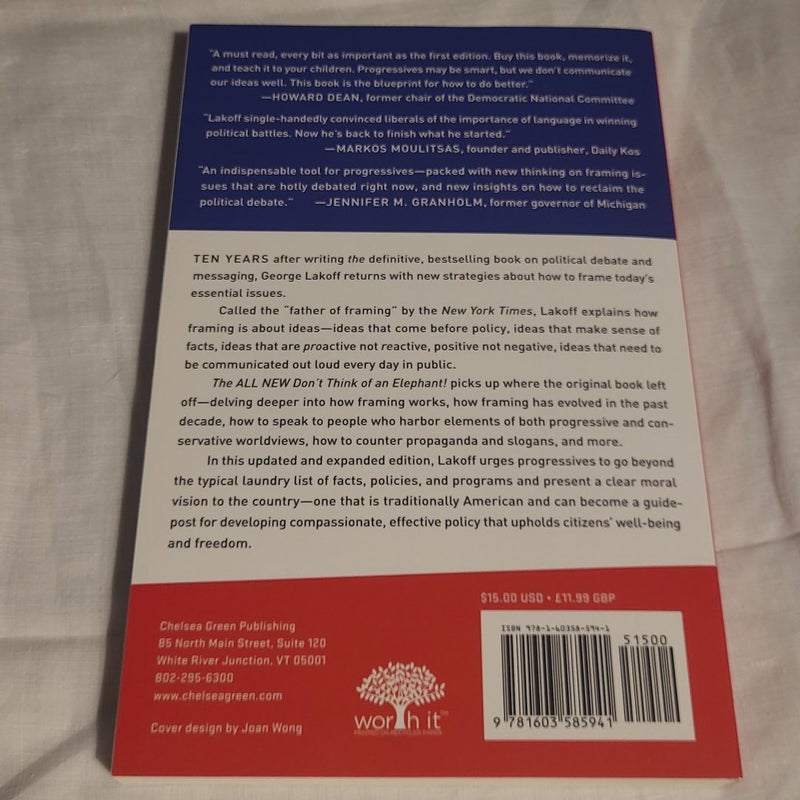 "A must read, every bit as important as the first edition. Buy this book, memorize it,
and teach it to your children. Progressives may be smart, but we don't communicate
our ideas well. This book is the blueprint for how to do better."
—HOWARD DEAN, former chair of the Democratic National Committee
"Lakoff single-handedly convinced liberals of the importance of language in winning
political battles. Now he's back to finish what he started."
—MARKOS MOULITSAS, founder and publisher, Daily Kos
"An indispensable tool for progressives—packed with new thinking on framing is-
sues that are hotly debated right now, and new insights on how to reclaim the
political debate." —JENNIFER M. GRANHOLM, former governor of Michigan
TEN YEARS after writing the definitive, bestselling book on political debate and
messaging, George Lakoff returns with new strategies about how to frame today's
essential issues.
Called the "father of framing" by the New York Times, Lakoff explains how
framing is about ideas—ideas that come before policy, ideas that make sense of
facts, ideas that are proactive not reactive, positive not negative, ideas that need to
be communicated out loud every day in public.
The ALL NEW Don't Think of an Elephant! picks up where the original book left
off—delving deeper into how framing works, how framing has evolved in the past
decade, how to speak to people who harbor elements of both progressive and con-
servative worldviews, how to counter propaganda and slogans, and more.
In this updated and expanded edition, Lakoff urges progressives to go beyond
the typical laundry list of facts, policies, and programs and present a clear moral
vision to the country—one that is traditionally American and can become a guide-
post for developing compassionate, effective policy that upholds citizens' well-being
and freedom.
$15.00 USD • £11.99 GBP
Chelsea Green Publishing
85 North Main Street, Suite 120
White River Junction, VT 05001
802-295-6300
www.chelseagreen.com
Cover design by Joan Wong
worth it™
PRINTED ON RECYCLED PAPER
ISBN 978-1-60358-594-1
51500
9 781603 585941